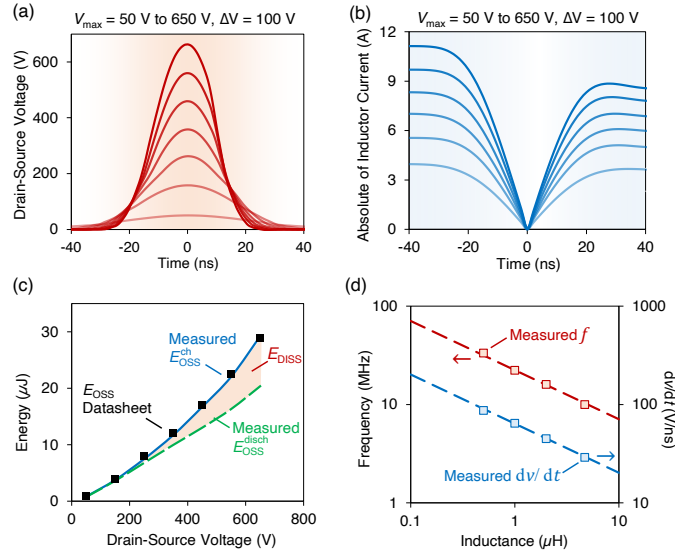 (a)
V_max = 50 V to 650 V, ΔV = 100 V
Drain-Source Voltage (V)
600
400
200
0
-40 -20 0 20 40
Time (ns)
(b)
V_max = 50 V to 650 V, ΔV = 100 V
Absolute of Inductor Current (A)
12
9
6
3
0
-40 -20 0 20 40
Time (ns)
(c)
Energy (µJ)
30
20
10
0
Measured
E_OSS^ch
E_DISS
E_OSS
Datasheet
Measured
E_OSS^disch
0 200 400 600 800
Drain-Source Voltage (V)
(d)
Frequency (MHz)
100
10
1
Measured f
Measured dv/dt
1000
100
10
dv/dt (V/ns)
0.1 1 10
Inductance (µH)